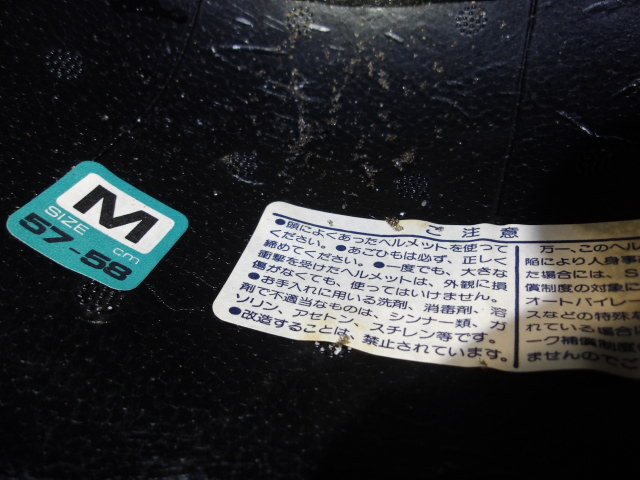 M
SIZE
cm
57-58
ご注意
●頭によくあったヘルメットを使って
ください。●あごひもは必ず、正しく
締めてください。●一度でも、大きな
衝撃を受けたヘルメットは、外観に損
傷がなくても、使ってはいけません。
●お手入れに用いる洗剤、消毒剤、溶
剤で不適当なものは、シンナー類、ガ
ソリン、アセトン、スチレン等です。
●改造することは、禁止されています。
万一、このヘル
陥により人身事
た場合には、S
償制度の対象に
オートバイレー
スなどの特殊な
れている場合
ーク補償制度
ませんのでご